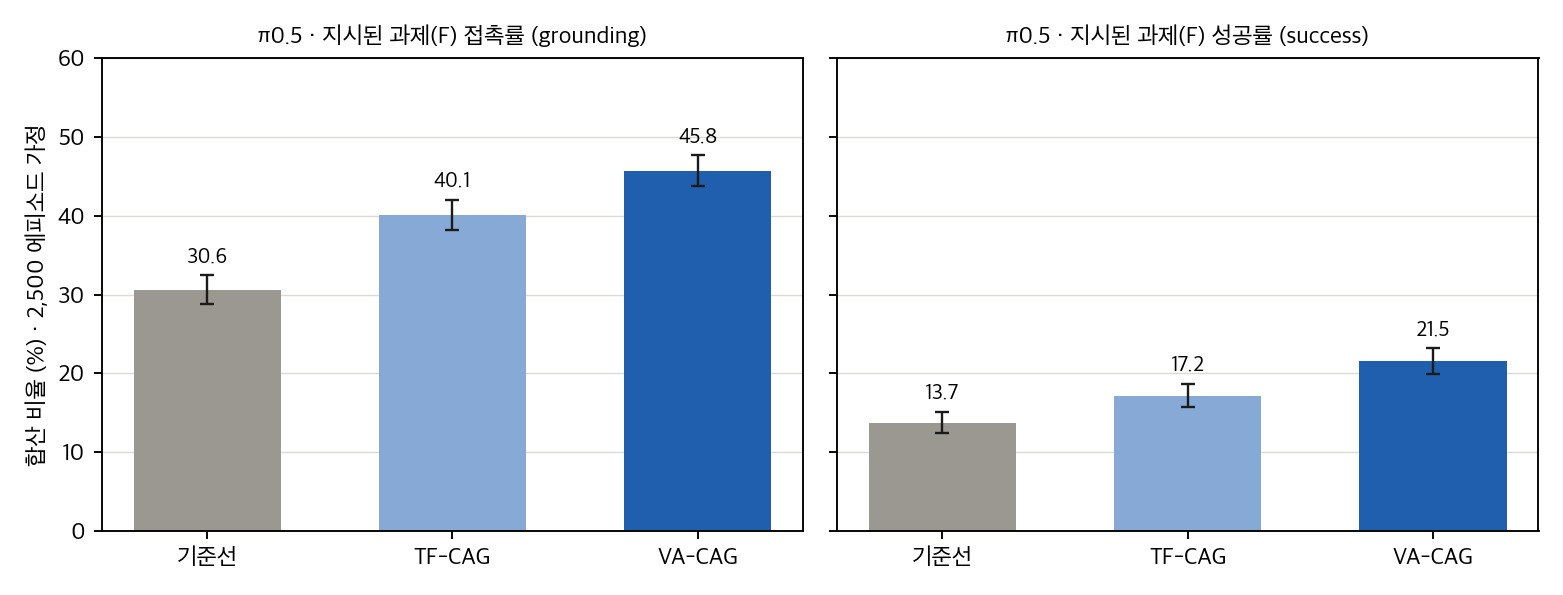 π0.5 · 지시된 과제(F) 접촉률 (grounding)
합산 비율 (%) · 2,500 에피소드 가정
60
50
40
30
20
10
0
30.6
40.1
45.8
기준선
TF-CAG
VA-CAG
π0.5 · 지시된 과제(F) 성공률 (success)
13.7
17.2
21.5
기준선
TF-CAG
VA-CAG